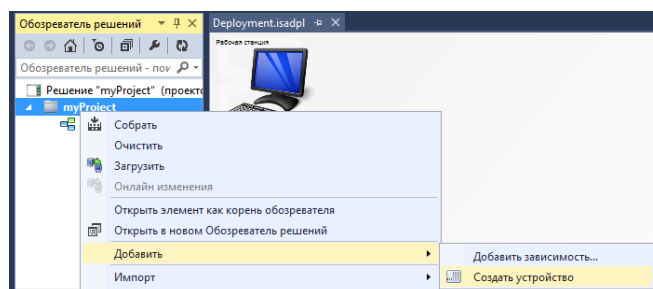 Обозреватель решений
Deployment.isadpl
Рабочая станция
Обозреватель решений - пои
Решение "myProject" (проекто
myProject
Собрать
Очистить
Загрузить
Онлайн изменения
Открыть элемент как корень обозревателя
Открыть в новом Обозреватель решений
Добавить
Добавить зависимость...
Импорт
Создать устройство